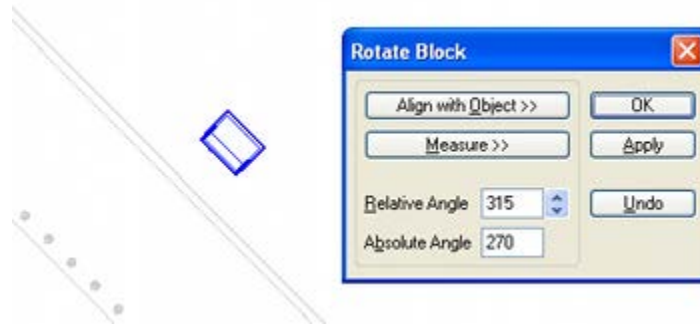 Rotate Block
Align with Object >>
OK
Measure >>
Apply
Relative Angle 315
Undo
Absolute Angle 270